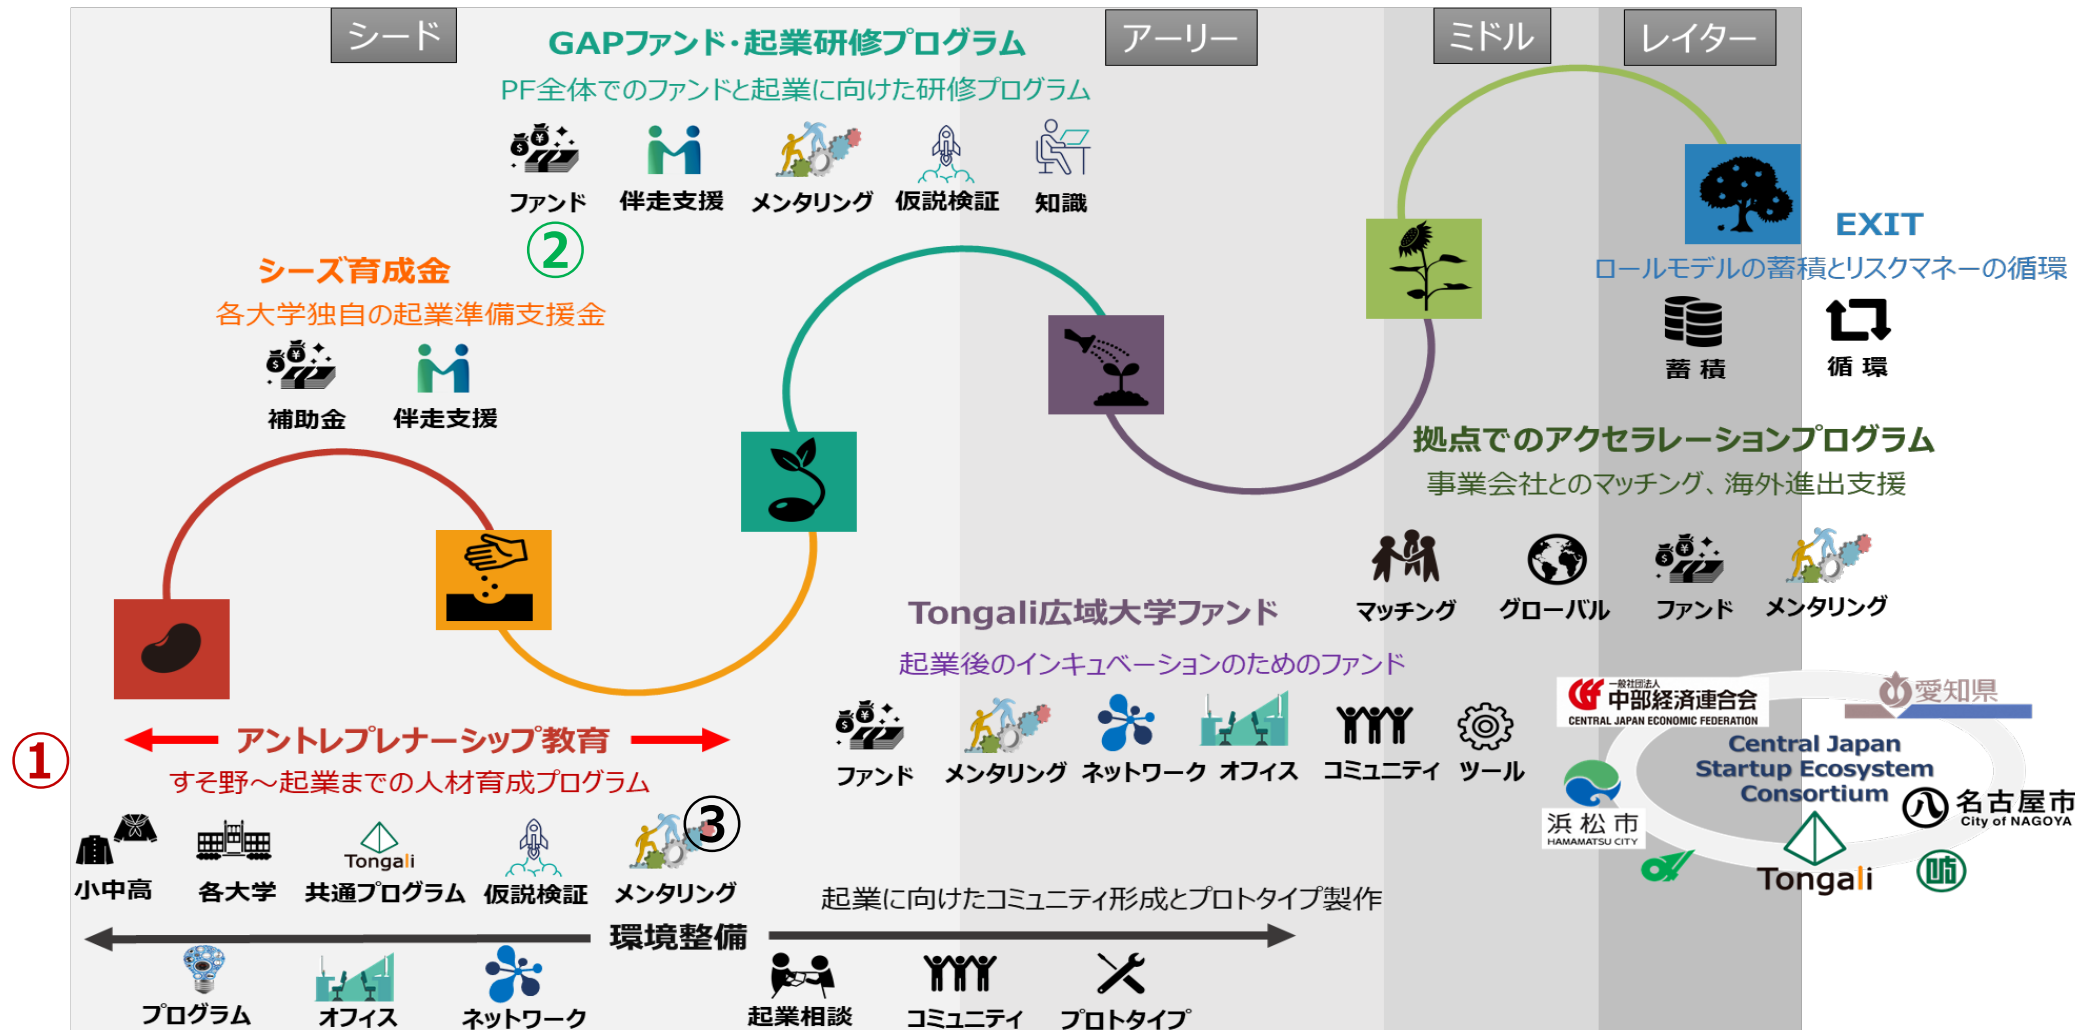 シード
アーリー
ミドル
レイター
GAPファンド・起業研修プログラム
PF全体でのファンドと起業に向けた研修プログラム
ファンド
伴走支援
メンタリング
仮説検証
知識
②
シーズ育成金
各大学独自の起業準備支援金
補助金
伴走支援
EXIT
ロールモデルの蓄積とリスクマネーの循環
蓄積
循環
拠点でのアクセラレーションプログラム
事業会社とのマッチング、海外進出支援
マッチング
グローバル
ファンド
メンタリング
Tongali広域大学ファンド
起業後のインキュベーションのためのファンド
ファンド
メンタリング
ネットワーク
オフィス
コミュニティ
ツール
①
アントレプレナーシップ教育
すそ野～起業までの人材育成プログラム
③
小中高
各大学
Tongali
共通プログラム
仮説検証
メンタリング
一般社団法人
中部経済連合会
CENTRAL JAPAN ECONOMIC FEDERATION
愛知県
Central Japan
Startup Ecosystem
Consortium
浜松市
HAMAMATSU CITY
八
名古屋市
City of NAGOYA
Tongali
起業に向けたコミュニティ形成とプロトタイプ製作
環境整備
プログラム
オフィス
ネットワーク
起業相談
コミュニティ
プロトタイプ